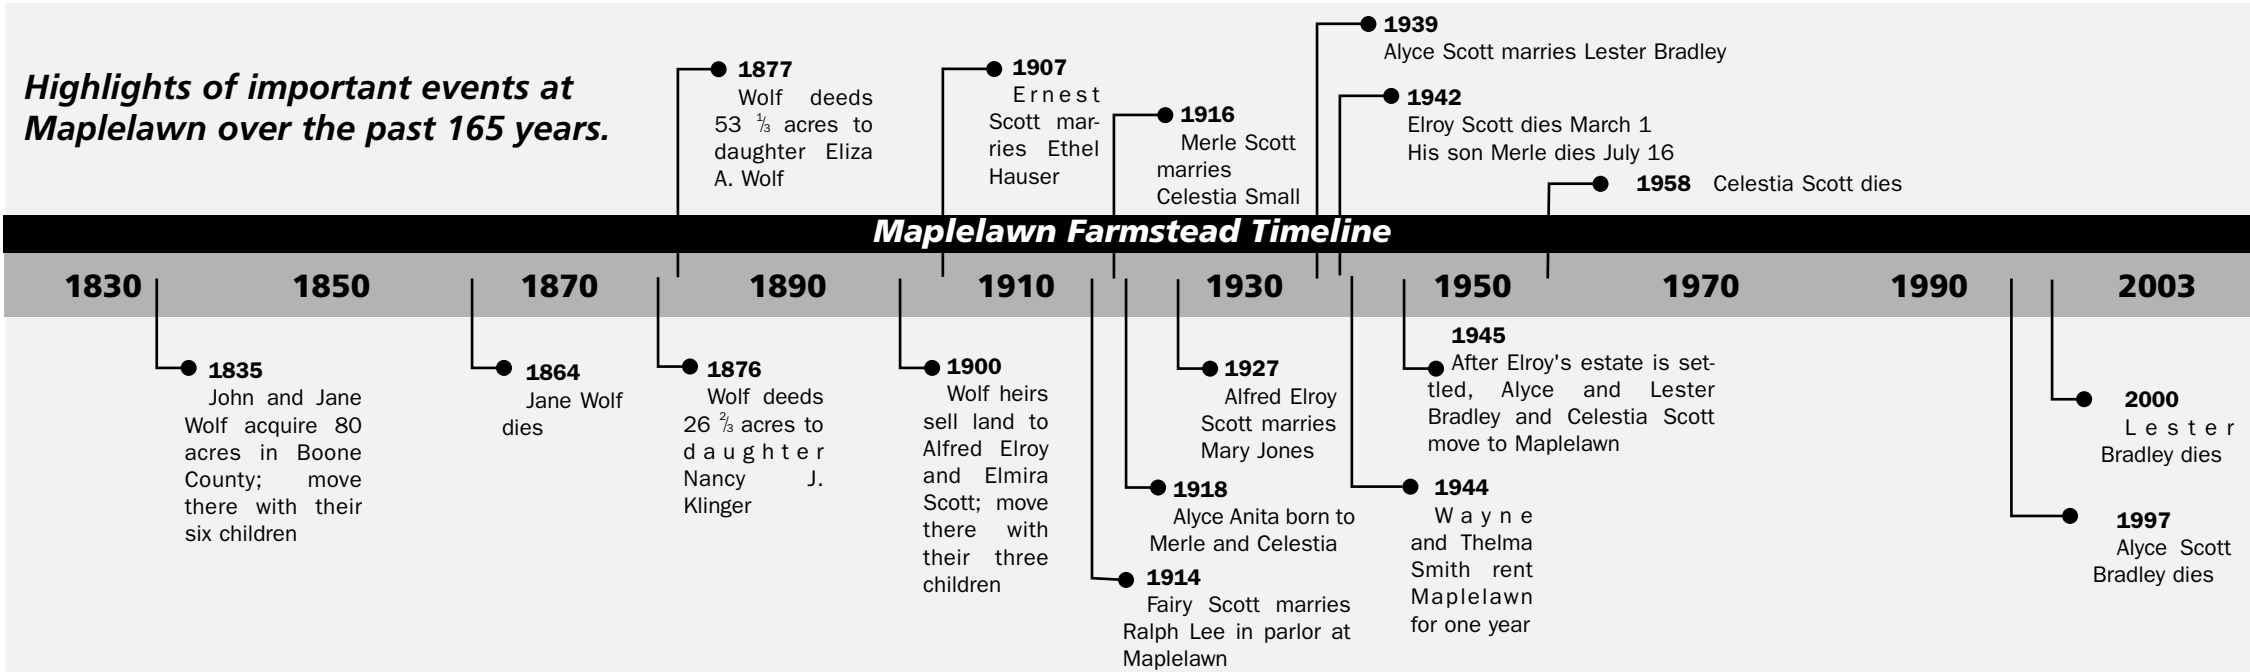 Highlights of important events at
Maplelawn over the past 165 years.
1877
Wolf deeds
53 ⅓ acres to
daughter Eliza
A. Wolf
1907
Ernest
Scott mar-
ries Ethel
Hauser
1916
Merle Scott
marries
Celestia Small
1939
Alyce Scott marries Lester Bradley
1942
Elroy Scott dies March 1
His son Merle dies July 16
1958 Celestia Scott dies
Maplelawn Farmstead Timeline
1830 1850 1870 1890 1910 1930 1950 1970 1990 2003
1835
John and Jane
Wolf acquire 80
acres in Boone
County; move
there with their
six children
1864
Jane Wolf
dies
1876
Wolf deeds
26 ⅔ acres to
daughter
Nancy J.
Klinger
1900
Wolf heirs
sell land to
Alfred Elroy
and Elmira
Scott; move
there with
their three
children
1927
Alfred Elroy
Scott marries
Mary Jones
1918
Alyce Anita born to
Merle and Celestia
1914
Fairy Scott marries
Ralph Lee in parlor at
Maplelawn
1945
After Elroy's estate is set-
tled, Alyce and Lester
Bradley and Celestia Scott
move to Maplelawn
1944
Wayne
and Thelma
Smith rent
Maplelawn
for one year
2000
Lester
Bradley dies
1997
Alyce Scott
Bradley dies